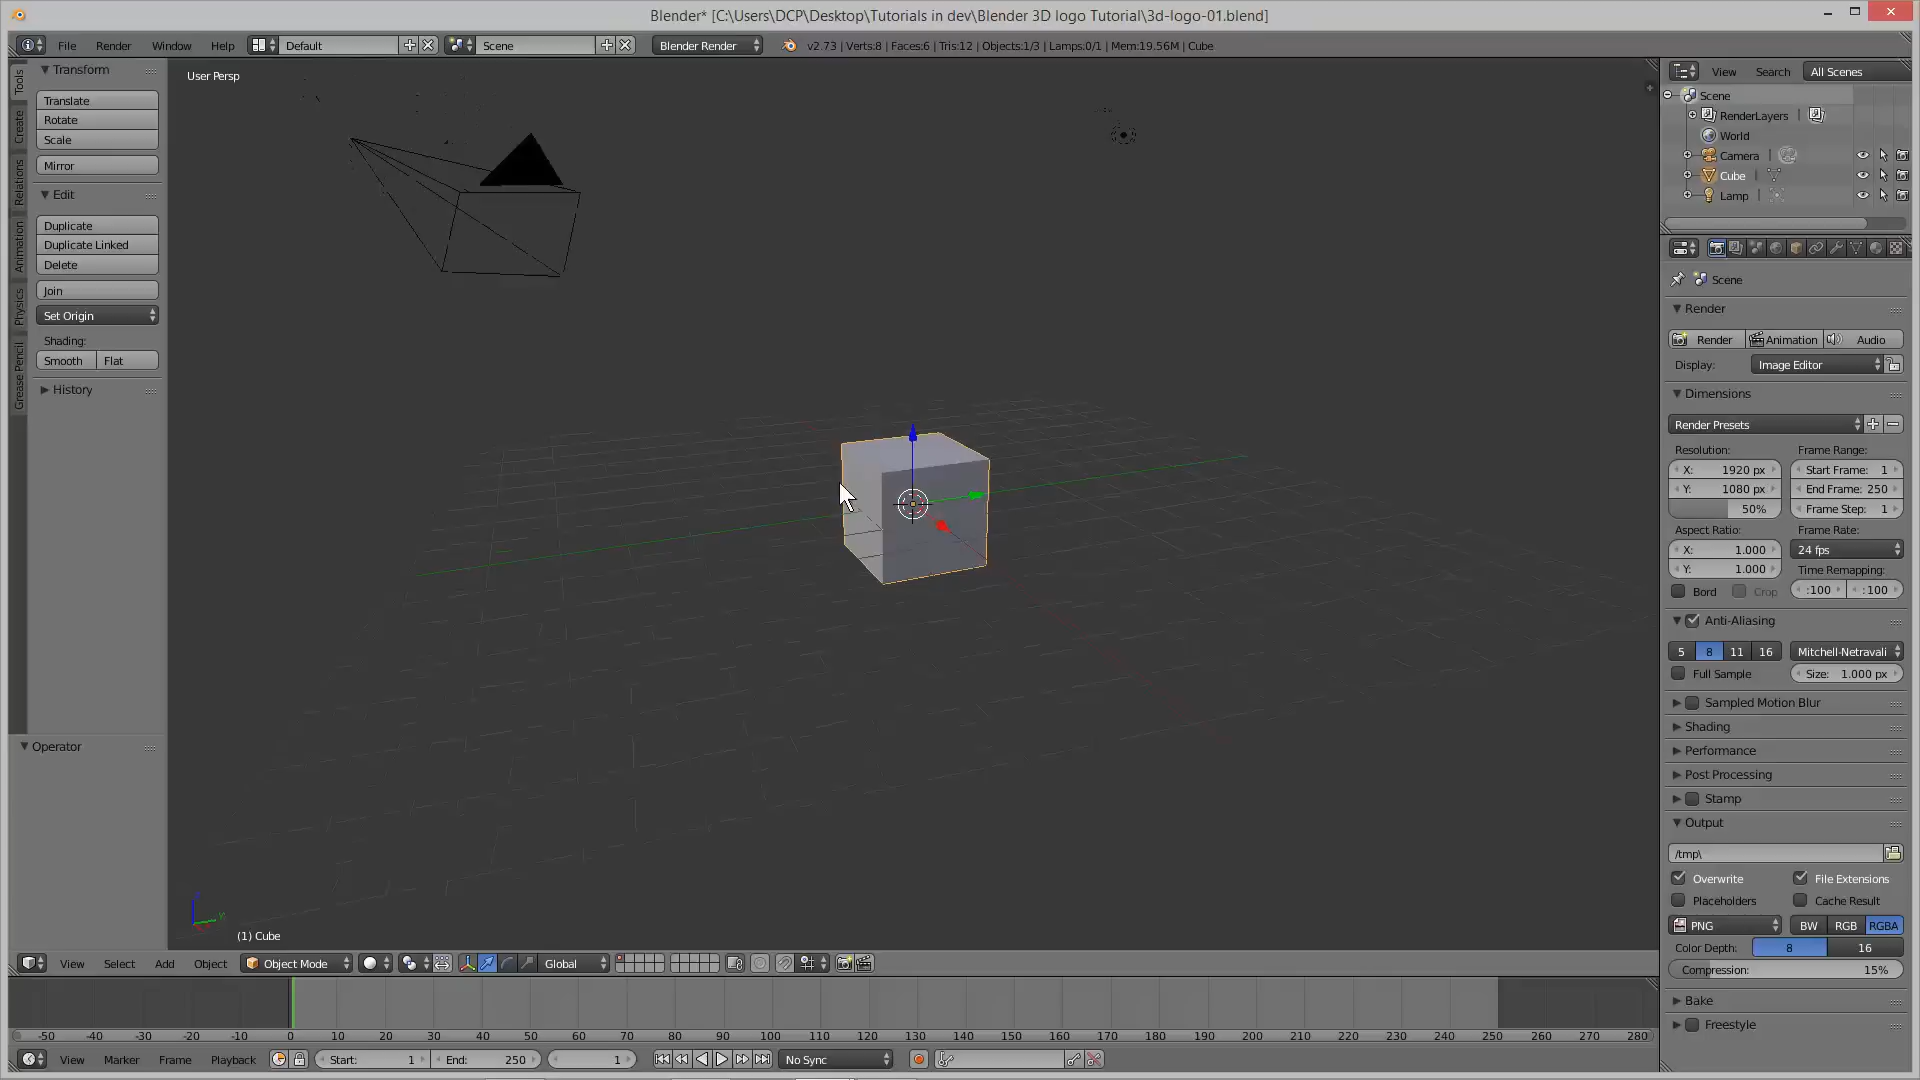 Blender* [C:\Users\DCP\Desktop\Tutorials in dev\Blender 3D logo Tutorial\3d-logo-01.blend]
File Render Window Help Default Scene Blender Render v2.73 | Verts:8 | Faces:6 | Tris:12 | Objects:1/3 | Lamps:0/1 | Mem:19.56M | Cube
Tools
Create
Relations
Animation
Physics
Grease Pencil
Transform
Translate
Rotate
Scale
Mirror
Edit
Duplicate
Duplicate Linked
Delete
Join
Set Origin
Shading:
Smooth Flat
History
Operator
User Persp
(1) Cube
View Search All Scenes
Scene
RenderLayers
World
Camera
Cube
Lamp
Scene
Render
Render Animation Audio
Display: Image Editor
Dimensions
Render Presets
Resolution: Frame Range:
X: 1920 px Start Frame: 1
Y: 1080 px End Frame: 250
50% Frame Step: 1
Aspect Ratio: Frame Rate:
X: 1.000 24 fps
Y: 1.000 Time Remapping:
Bord Crop :100 :100
Anti-Aliasing
5 8 11 16 Mitchell-Netravali
Full Sample Size: 1.000 px
Sampled Motion Blur
Shading
Performance
Post Processing
Stamp
Output
/tmp\
Overwrite File Extensions
Placeholders Cache Result
PNG BW RGB RGBA
Color Depth: 8 16
Compression: 15%
Bake
Freestyle
View Select Add Object Object Mode Global
-50 -40 -30 -20 -10 0 10 20 30 40 50 60 70 80 90 100 110 120 130 140 150 160 170 180 190 200 210 220 230 240 250 260 270 280
View Marker Frame Playback Start: 1 End: 250 1 No Sync